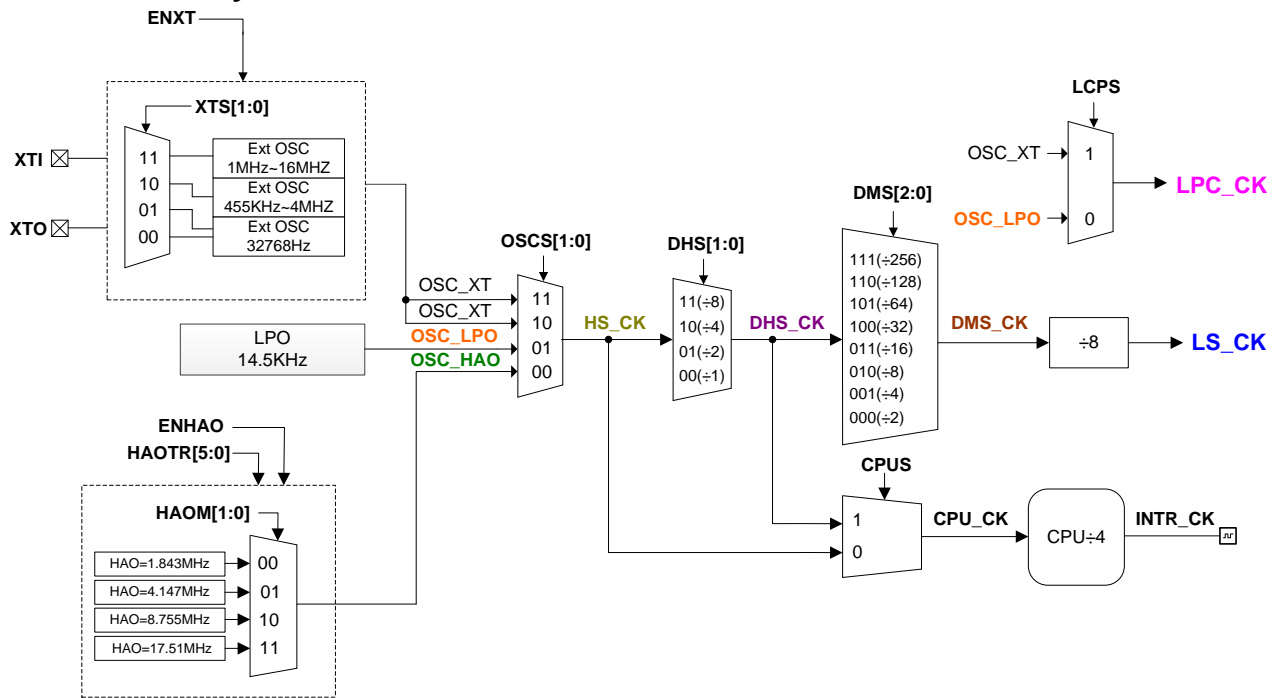 ENXT
XTS[1:0]
XTI
XTO
11
10
01
00
Ext OSC
1MHz~16MHZ
Ext OSC
455KHz~4MHZ
Ext OSC
32768Hz
LPO
14.5KHz
OSC_XT
OSC_XT
OSC_LPO
OSC_HAO
OSCS[1:0]
11
10
01
00
HS_CK
DHS[1:0]
11(÷8)
10(÷4)
01(÷2)
00(÷1)
DHS_CK
DMS[2:0]
111(÷256)
110(÷128)
101(÷64)
100(÷32)
011(÷16)
010(÷8)
001(÷4)
000(÷2)
DMS_CK
÷8
LS_CK
LCPS
OSC_XT
OSC_LPO
1
0
LPC_CK
CPUS
1
0
CPU_CK
CPU÷4
INTR_CK
ENHAO
HAOTR[5:0]
HAOM[1:0]
HAO=1.843MHz
HAO=4.147MHz
HAO=8.755MHz
HAO=17.51MHz
00
01
10
11